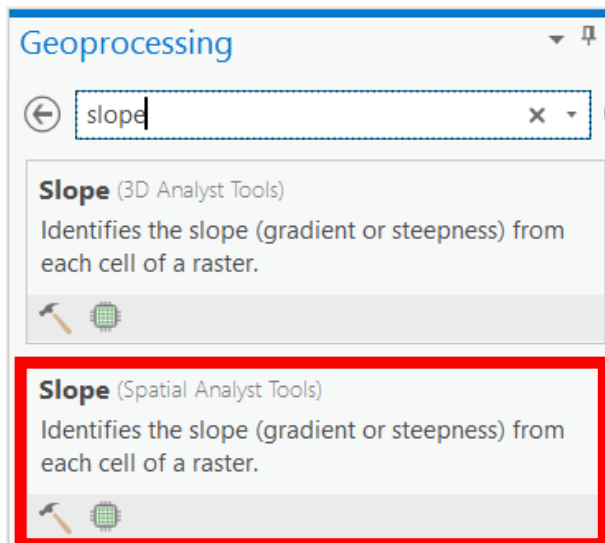 Geoprocessing
slope
Slope (3D Analyst Tools)
Identifies the slope (gradient or steepness) from
each cell of a raster.
Slope (Spatial Analyst Tools)
Identifies the slope (gradient or steepness) from
each cell of a raster.